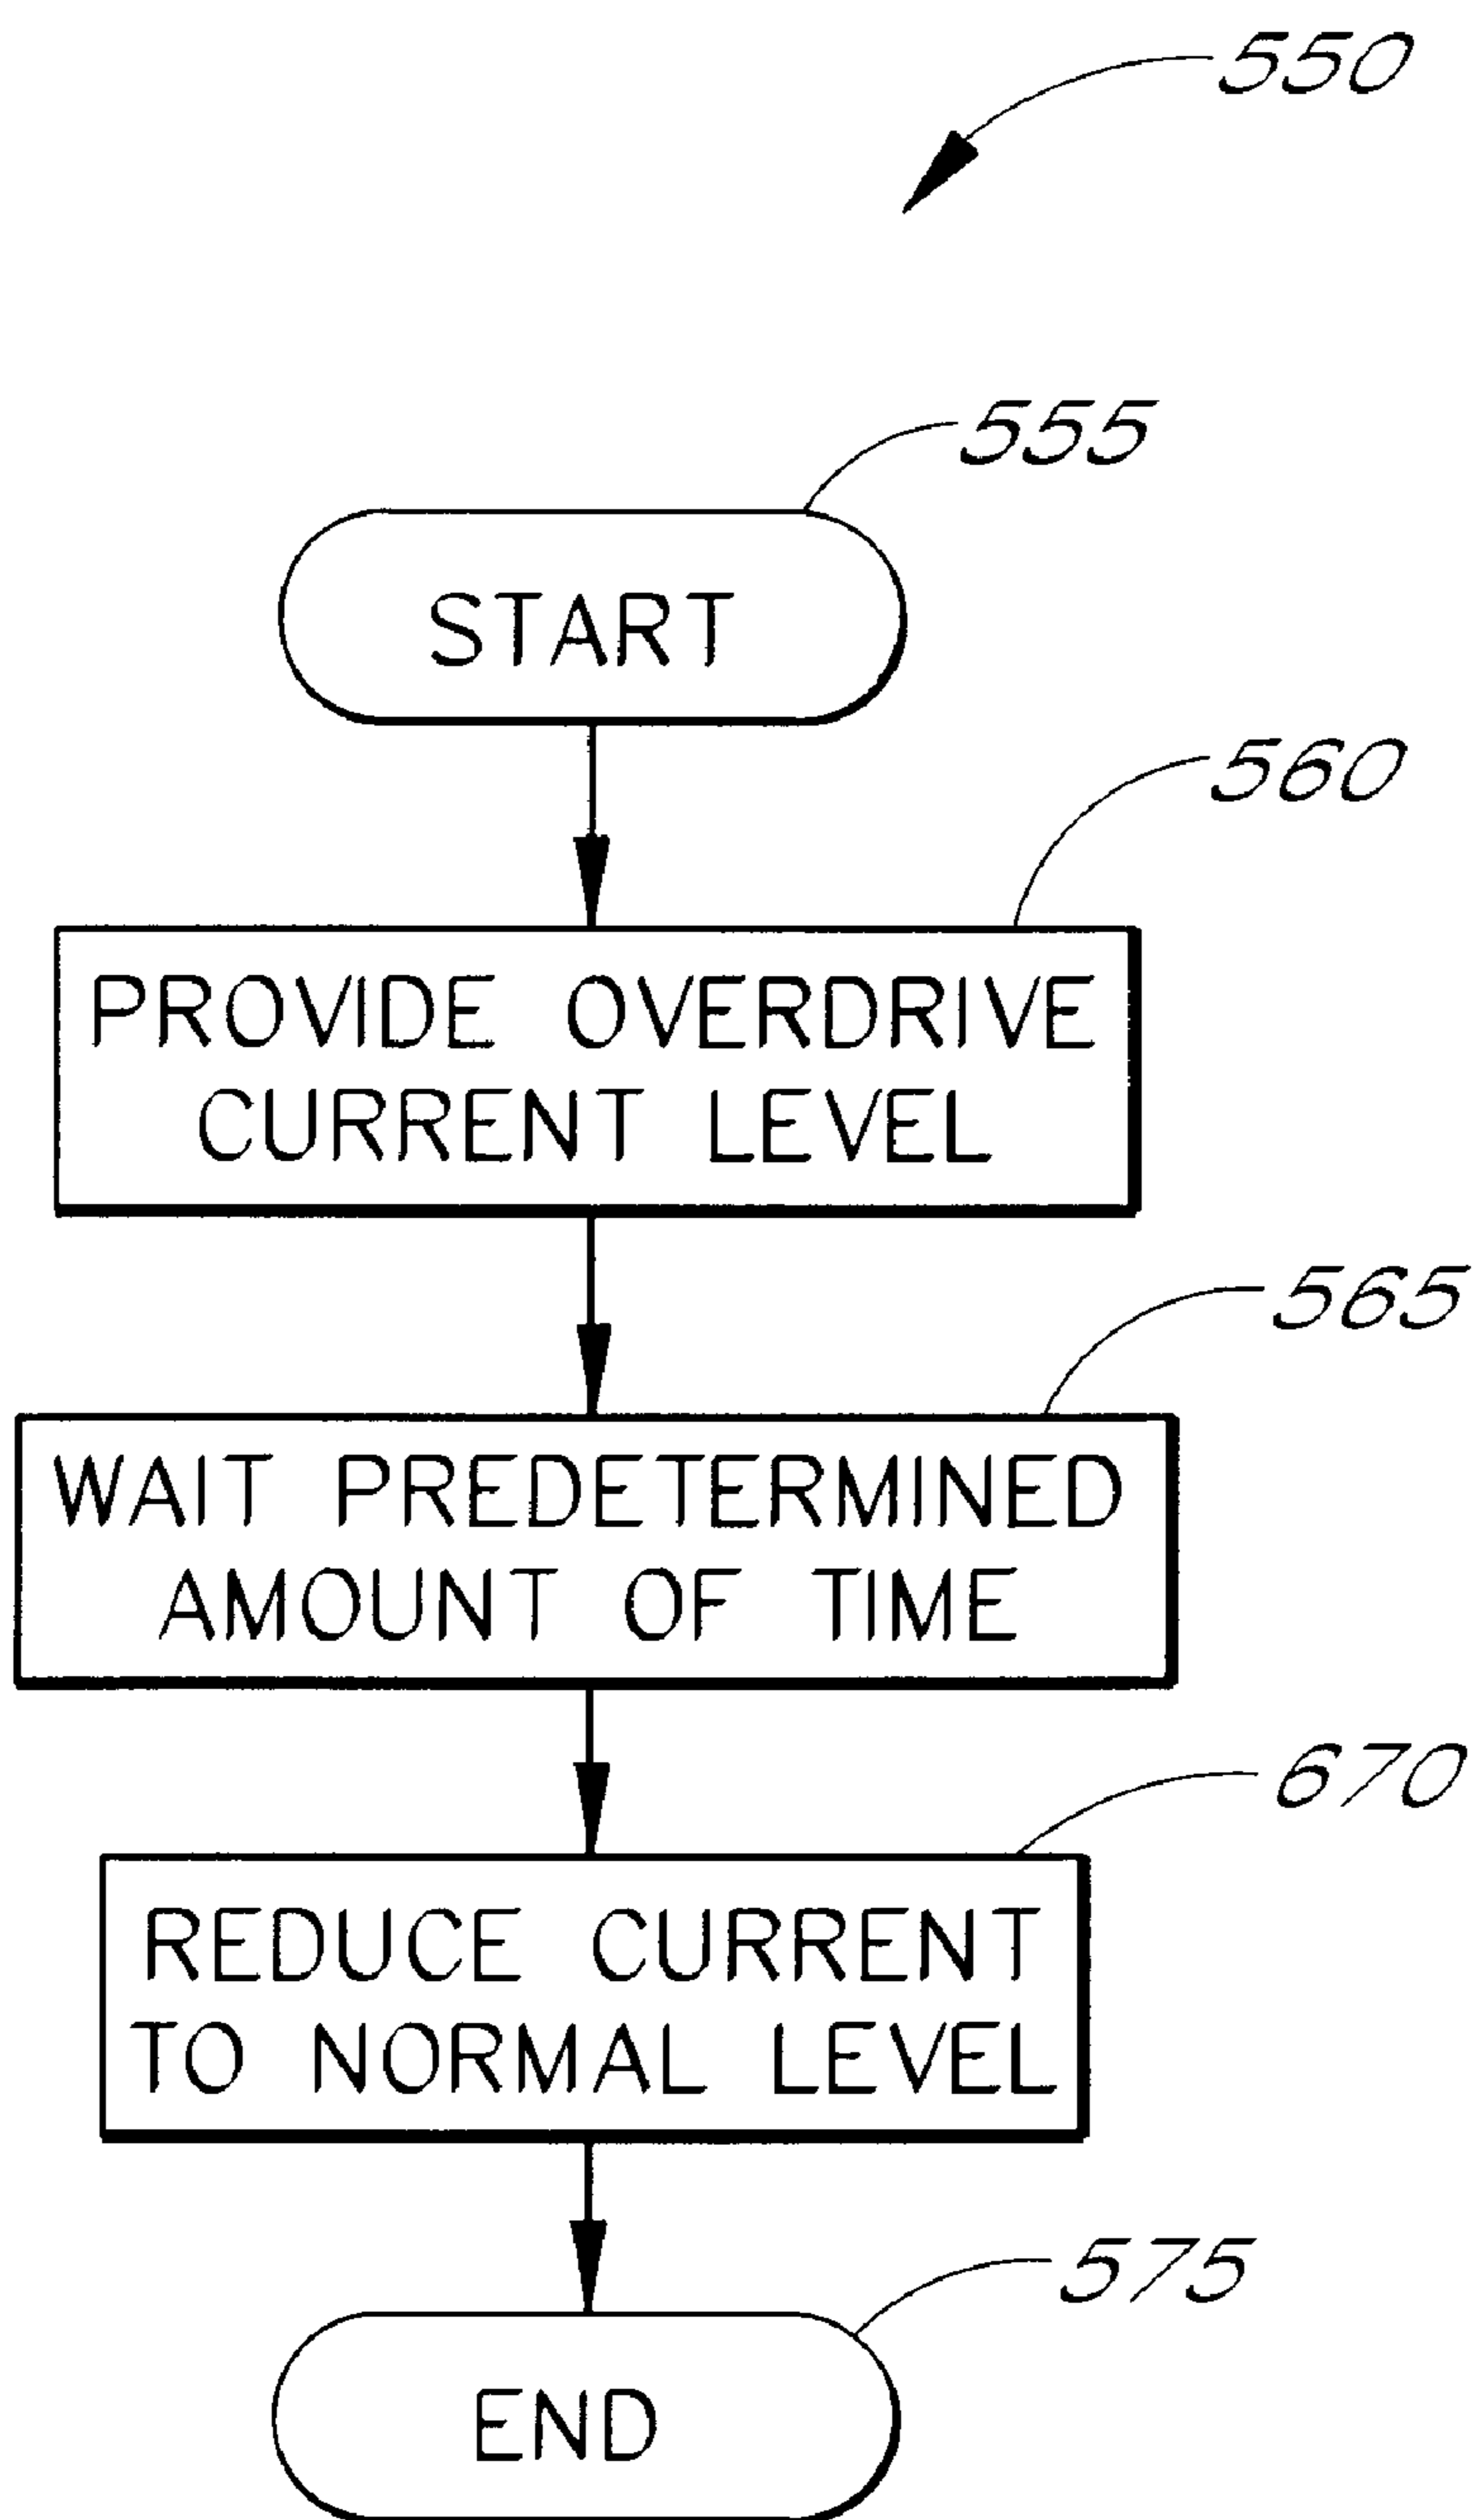 550
555
START
560
PROVIDE OVERDRIVE
CURRENT LEVEL
565
WAIT PREDETERMINED
AMOUNT OF TIME
670
REDUCE CURRENT
TO NORMAL LEVEL
575
END